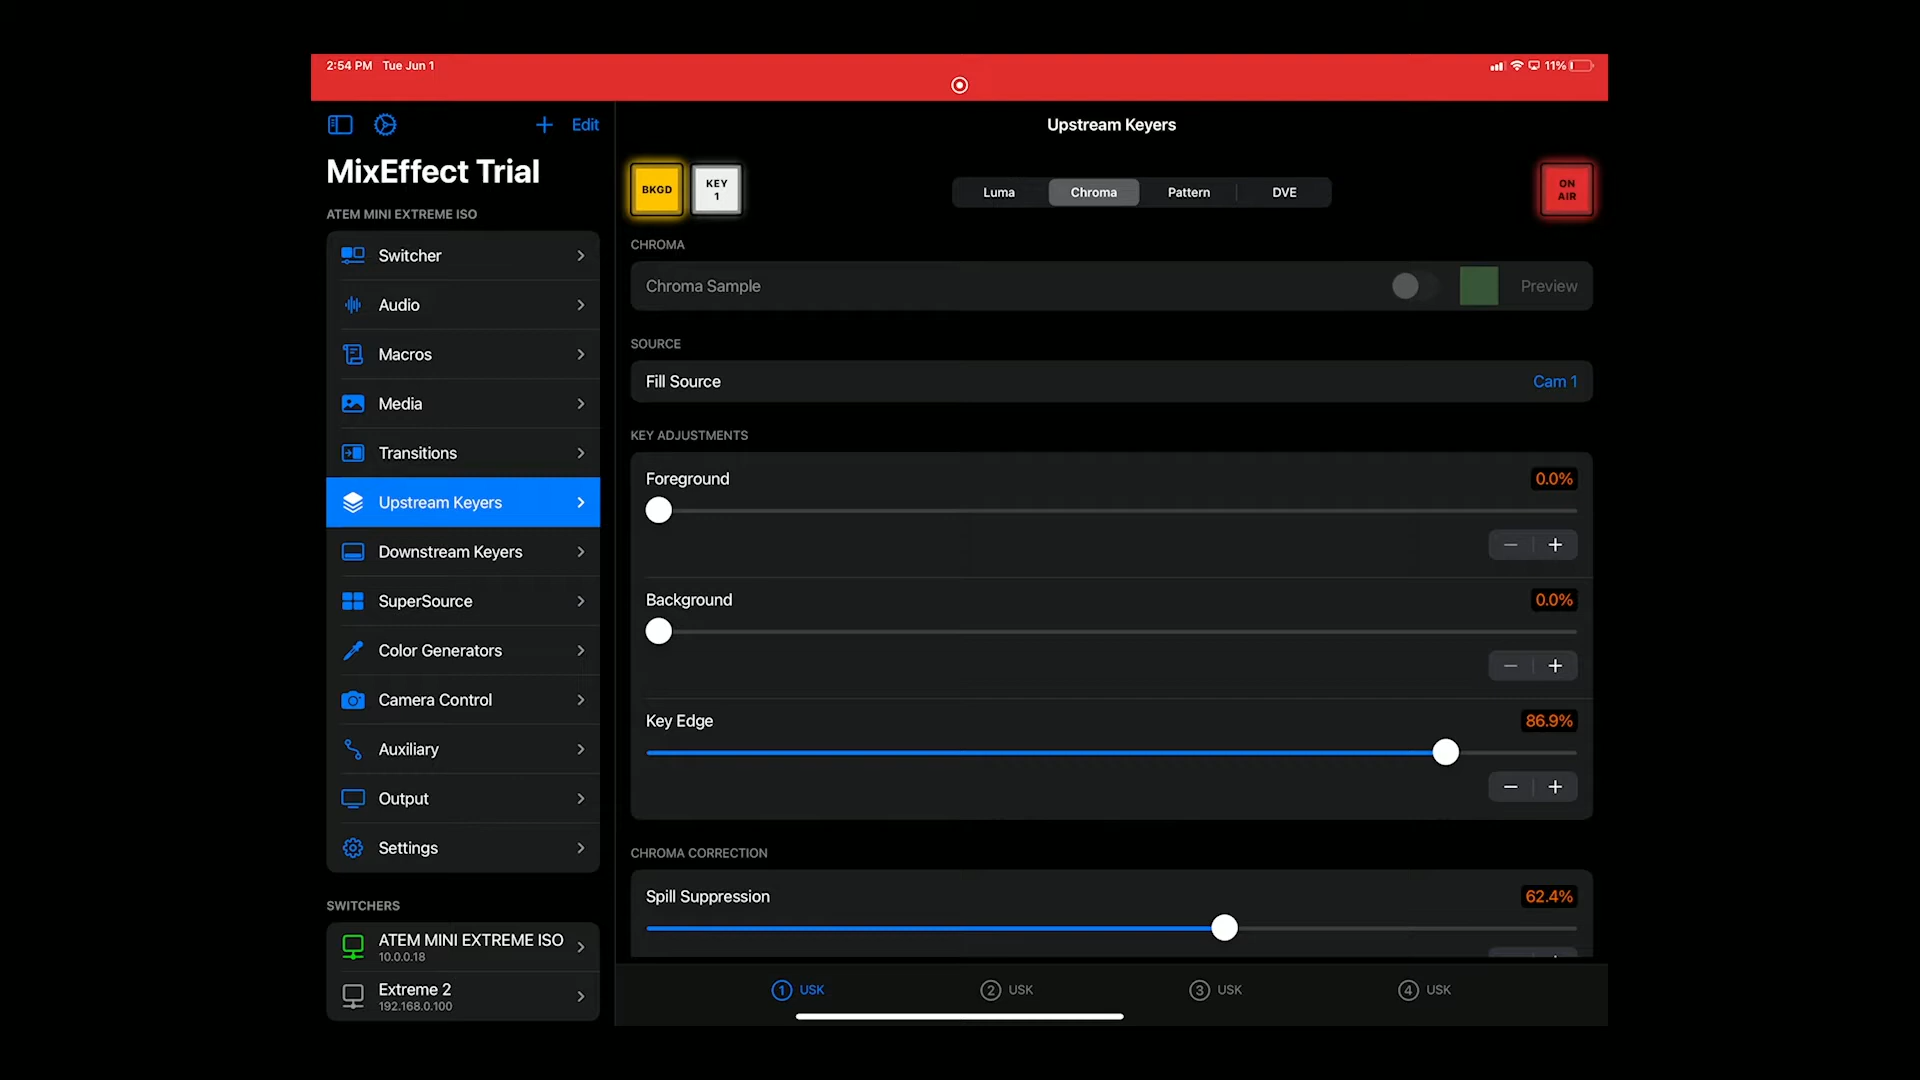 2:54 PM Tue Jun 1
11%
Edit
MixEffect Trial
ATEM MINI EXTREME ISO
Switcher
Audio
Macros
Media
Transitions
Upstream Keyers
Downstream Keyers
SuperSource
Color Generators
Camera Control
Auxiliary
Output
Settings
SWITCHERS
ATEM MINI EXTREME ISO
10.0.0.18
Extreme 2
192.168.0.100
Upstream Keyers
BKGD
KEY
1
Luma
Chroma
Pattern
DVE
ON
AIR
CHROMA
Chroma Sample
Preview
SOURCE
Fill Source
Cam 1
KEY ADJUSTMENTS
Foreground
0.0%
Background
0.0%
Key Edge
86.9%
CHROMA CORRECTION
Spill Suppression
62.4%
1 USK
2 USK
3 USK
4 USK